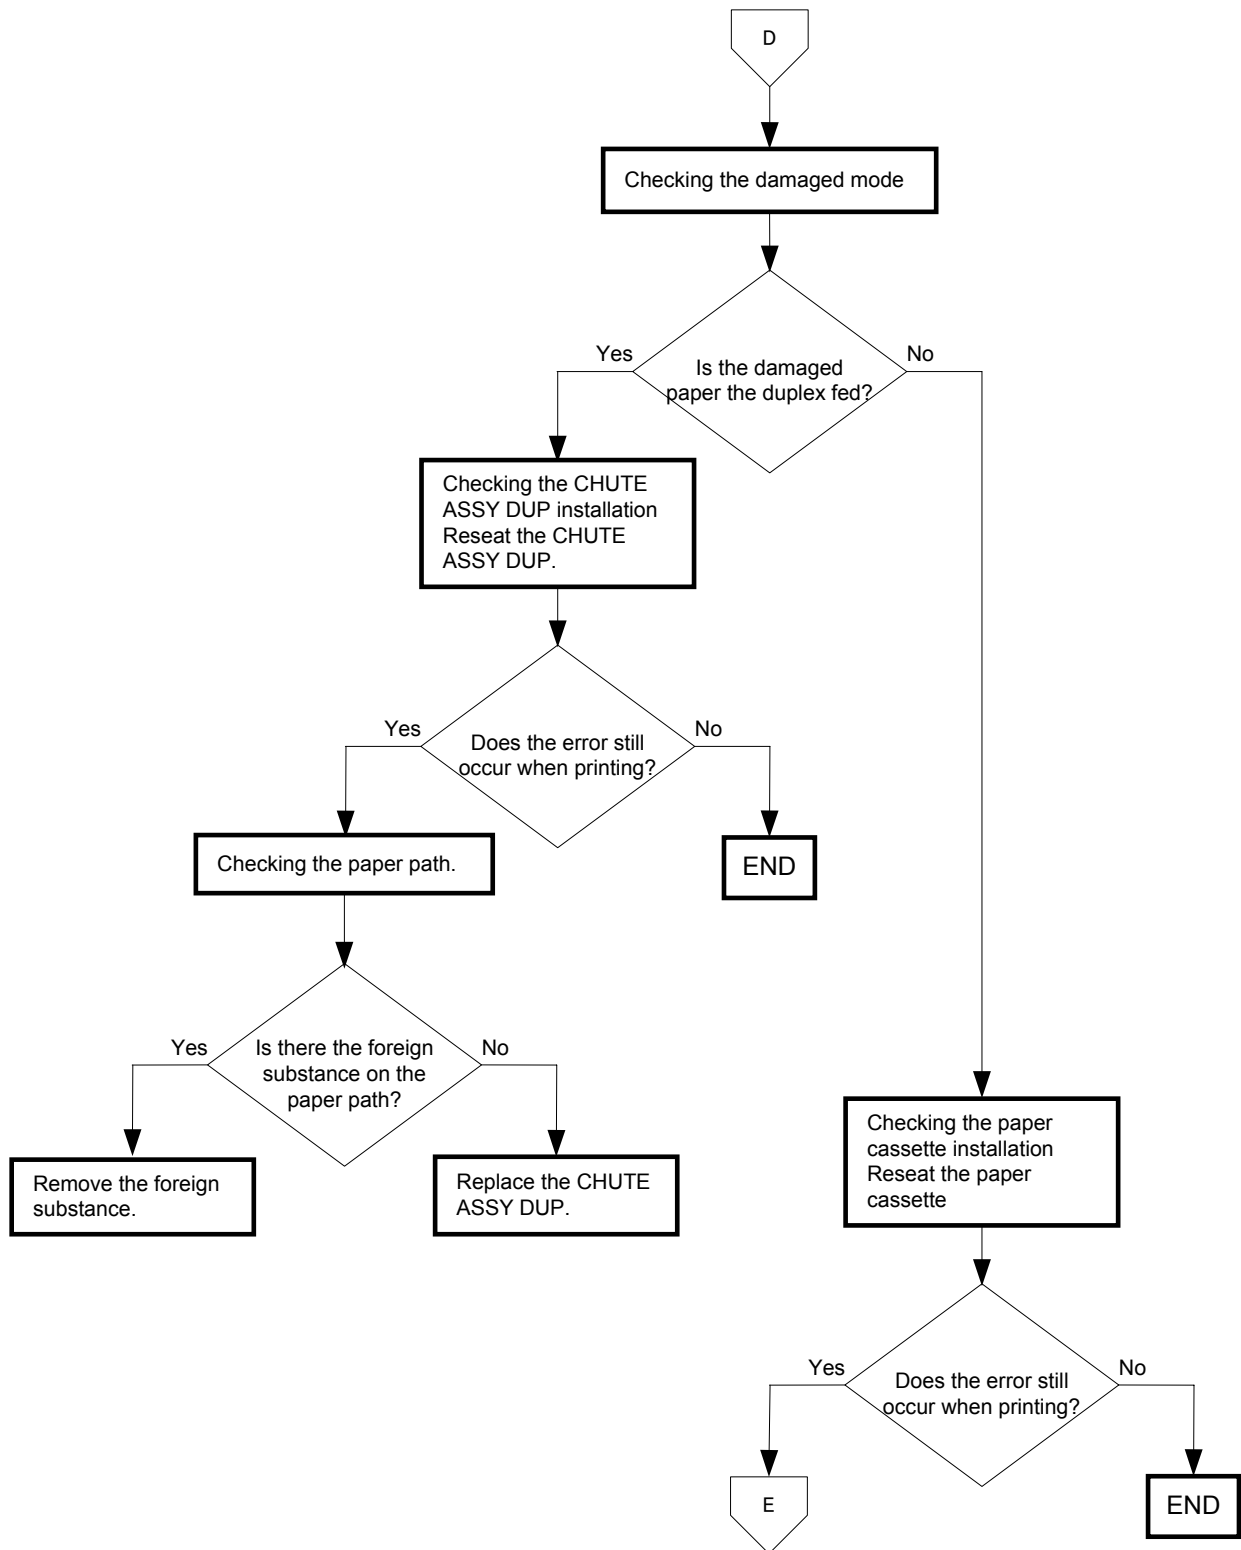 D
Checking the damaged mode
Yes
No
Is the damaged
paper the duplex fed?
Checking the CHUTE
ASSY DUP installation
Reseat the CHUTE
ASSY DUP.
Yes
No
Does the error still
occur when printing?
Checking the paper path.
END
Yes
No
Is there the foreign
substance on the
paper path?
Remove the foreign
substance.
Replace the CHUTE
ASSY DUP.
Checking the paper
cassette installation
Reseat the paper
cassette
Yes
No
Does the error still
occur when printing?
E
END